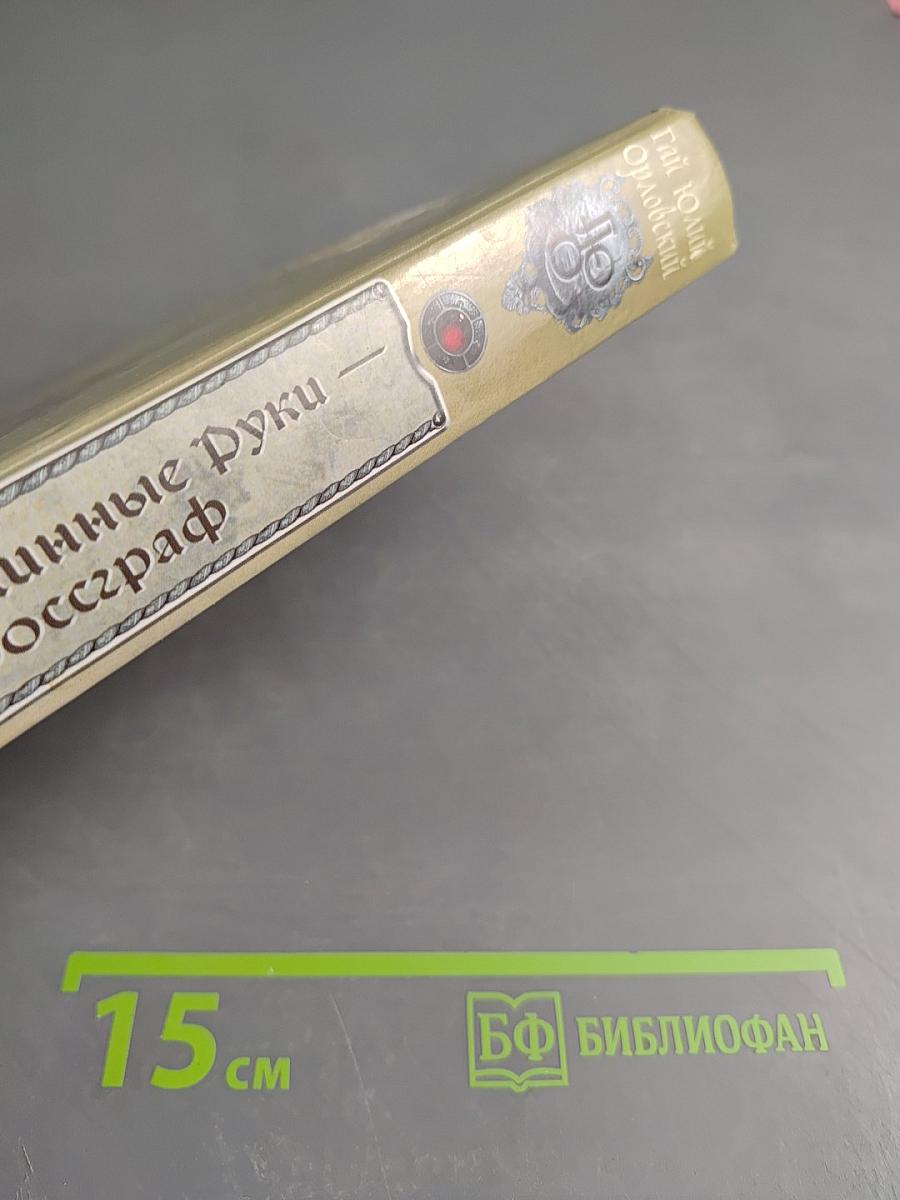 Гай Юлий
Орловский
инные Руки —
оссграф
15 см
БФ БИБЛИОФАН